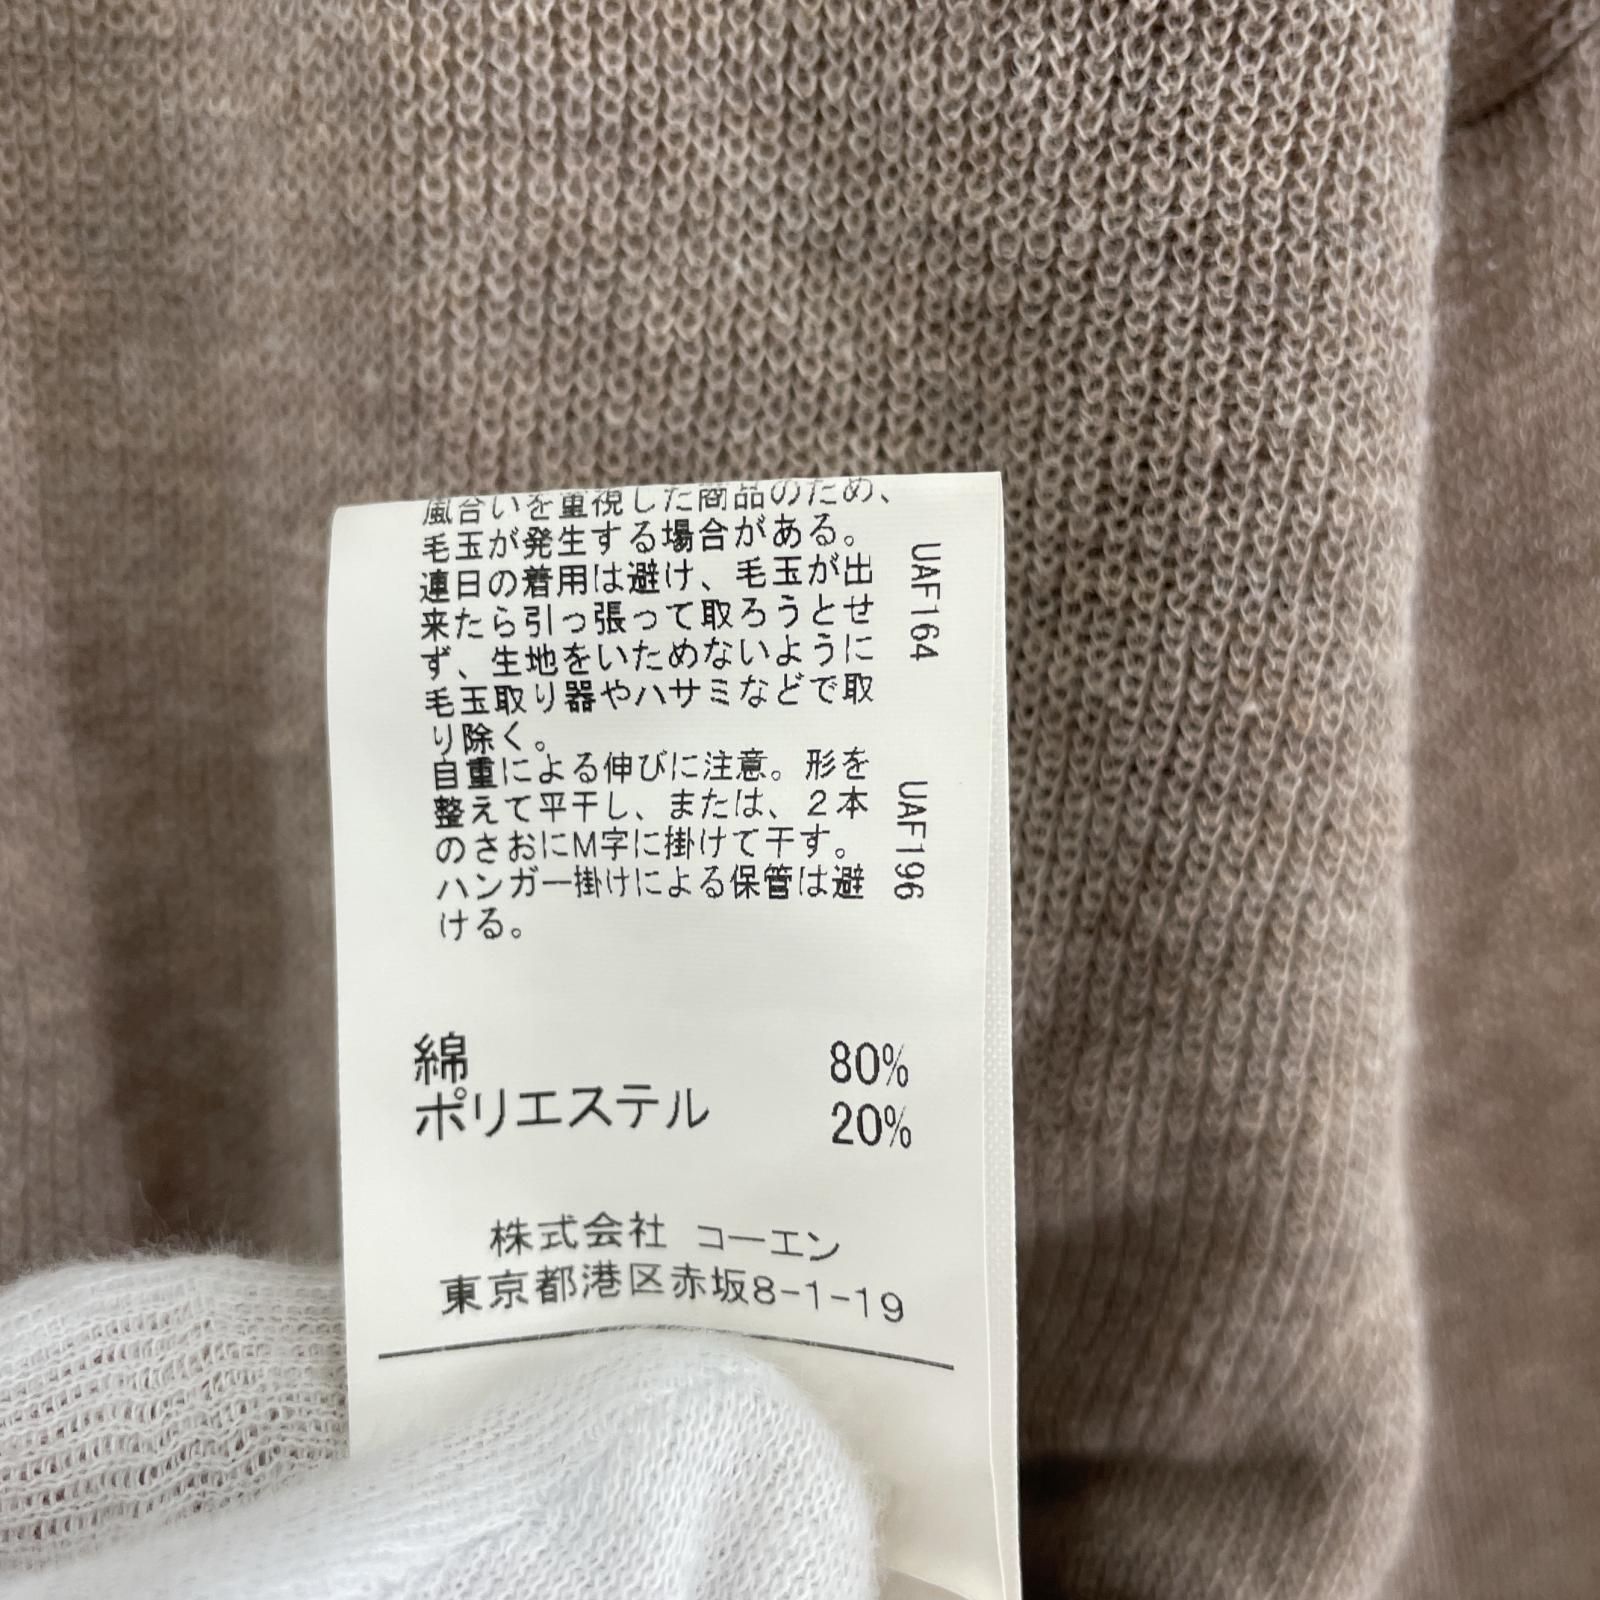 風合いを重視した商品のため、
毛玉が発生する場合がある。
連日の着用は避け、毛玉が出
来たら引っ張って取ろうとせ
ず、生地をいためないように
毛玉取り器やハサミなどで取
り除く。
自重による伸びに注意。形を
整えて平干し、または、２本
のさおにM字に掛けて干す。
ハンガー掛けによる保管は避
ける。
UAF164
UAF196
綿 80%
ポリエステル 20%
株式会社 コーエン
東京都港区赤坂8-1-19